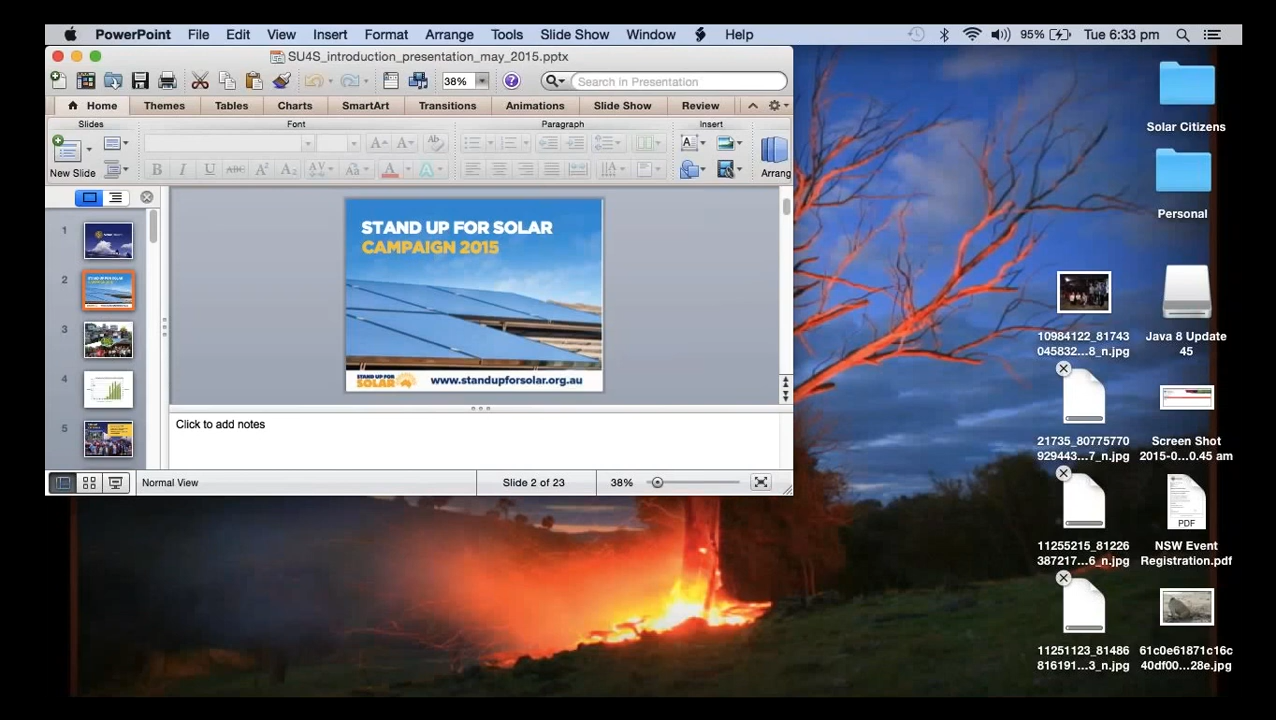 PowerPoint File Edit View Insert Format Arrange Tools Slide Show Window Help 95% Tue 6:33 pm
SU4S_introduction_presentation_may_2015.pptx
38% Search in Presentation
Home Themes Tables Charts SmartArt Transitions Animations Slide Show Review
Slides Font Paragraph Insert
New Slide Arrang
1
2
3
4
5
STAND UP FOR SOLAR
CAMPAIGN 2015
STAND UP FOR
SOLAR
www.standupforsolar.org.au
Click to add notes
Normal View Slide 2 of 23 38%
Solar Citizens
Personal
10984122_81743
045832...8_n.jpg
Java 8 Update
45
21735_80775770
929443...7_n.jpg
Screen Shot
2015-0...0.45 am
11255215_81226
387217...6_n.jpg
PDF
NSW Event
Registration.pdf
11251123_81486
816191...3_n.jpg
61c0e61871c16c
40df00...28e.jpg